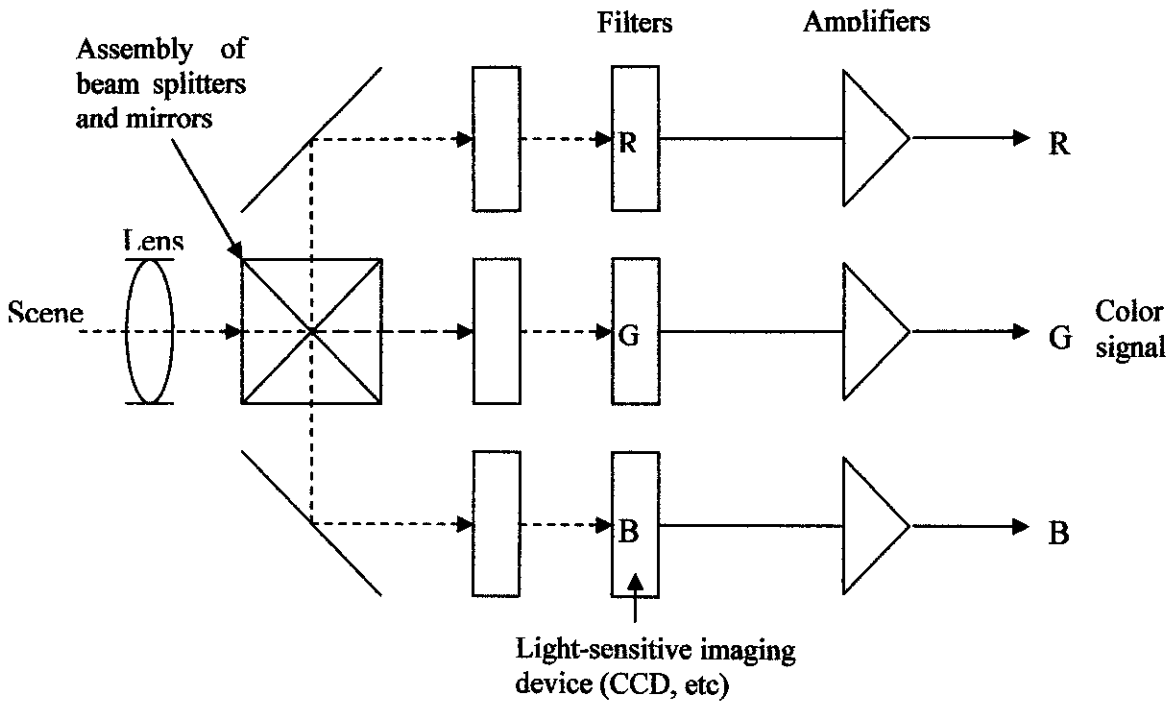 Filters
Amplifiers
Assembly of
beam splitters
and mirrors
R
R
Lens
Scene
G
G
Color
signal
B
B
Light-sensitive imaging
device (CCD, etc)